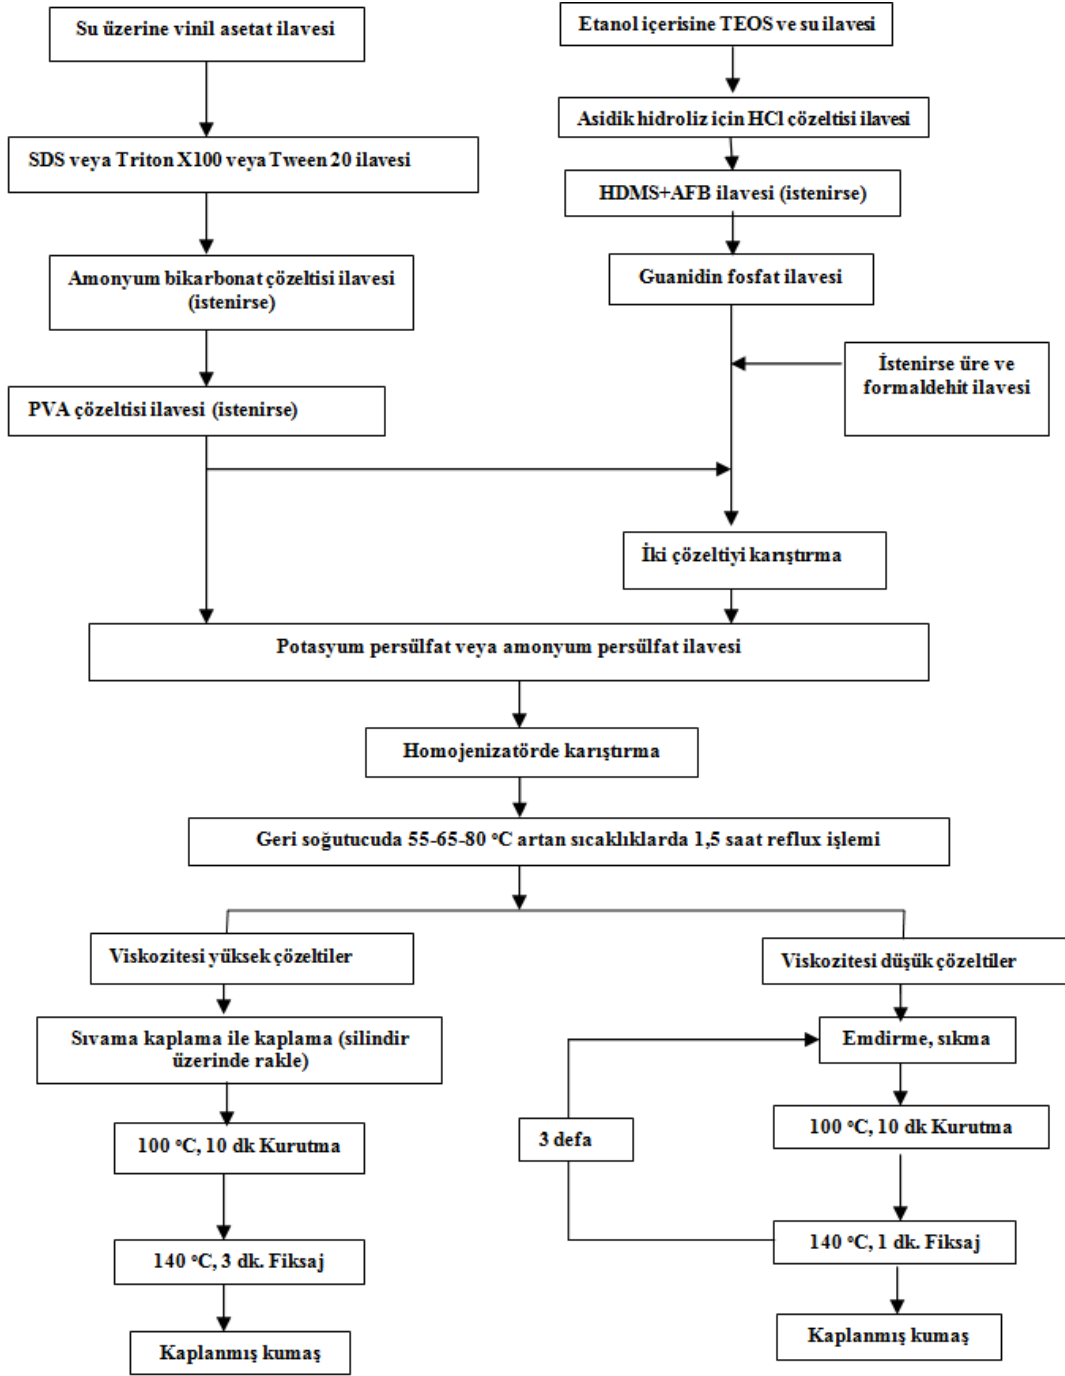 Su üzerine vinil asetat ilavesi
Etanol içerisine TEOS ve su ilavesi
Asidik hidroliz için HCl çözeltisi ilavesi
SDS veya Triton X100 veya Tween 20 ilavesi
HDMS+AFB ilavesi (istenirse)
Amonyum bikarbonat çözeltisi ilavesi
(istenirse)
Guanidin fosfat ilavesi
İstenirse üre ve
formaldehit ilavesi
PVA çözeltisi ilavesi (istenirse)
İki çözeltiyi karıştırma
Potasyum persülfat veya amonyum persülfat ilavesi
Homojenizatörde karıştırma
Geri soğutucuda 55-65-80 °C artan sıcaklıklarda 1,5 saat reflux işlemi
Viskozitesi yüksek çözeltiler
Viskozitesi düşük çözeltiler
Sıvama kaplama ile kaplama (silindir
üzerinde rakle)
Emdirme, sıkma
100 °C, 10 dk Kurutma
3 defa
100 °C, 10 dk Kurutma
140 °C, 3 dk. Fiksaj
140 °C, 1 dk. Fiksaj
Kaplanmış kumaş
Kaplanmış kumaş